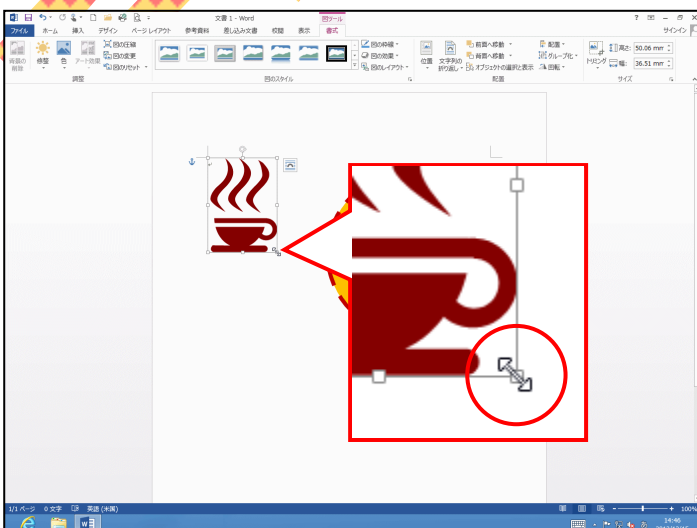 文書 1 - Word
図ツール
サインイン
ファイル ホーム 挿入 デザイン ページ レイアウト 参考資料 差し込み文書 校閲 表示 書式
背景の
削除
修整
色
アート効果
図の圧縮
図の変更
図のリセット
調整
図のスタイル
図の枠線
図の効果
図のレイアウト
位置
文字列の
折り返し
前面へ移動
背面へ移動
オブジェクトの選択と表示
配置
グループ化
回転
配置
トリミング
高さ: 50.06 mm
幅: 36.51 mm
サイズ
1/1 ページ 0 文字 英語 (米国)
100%
14:46